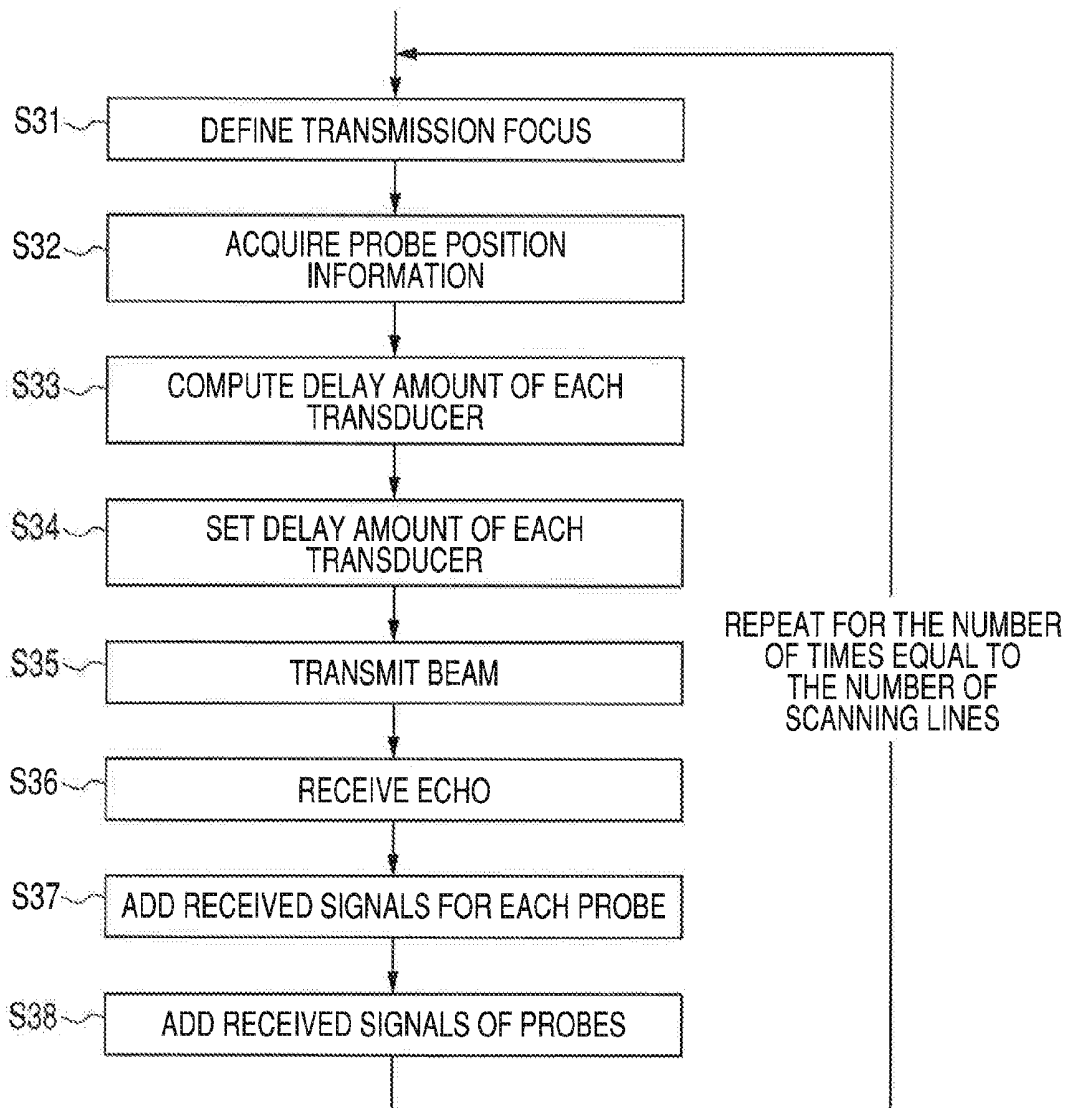 S31
DEFINE TRANSMISSION FOCUS
S32
ACQUIRE PROBE POSITION
INFORMATION
S33
COMPUTE DELAY AMOUNT OF EACH
TRANSDUCER
S34
SET DELAY AMOUNT OF EACH
TRANSDUCER
S35
TRANSMIT BEAM
REPEAT FOR THE NUMBER
OF TIMES EQUAL TO
THE NUMBER OF
SCANNING LINES
S36
RECEIVE ECHO
S37
ADD RECEIVED SIGNALS FOR EACH PROBE
S38
ADD RECEIVED SIGNALS OF PROBES